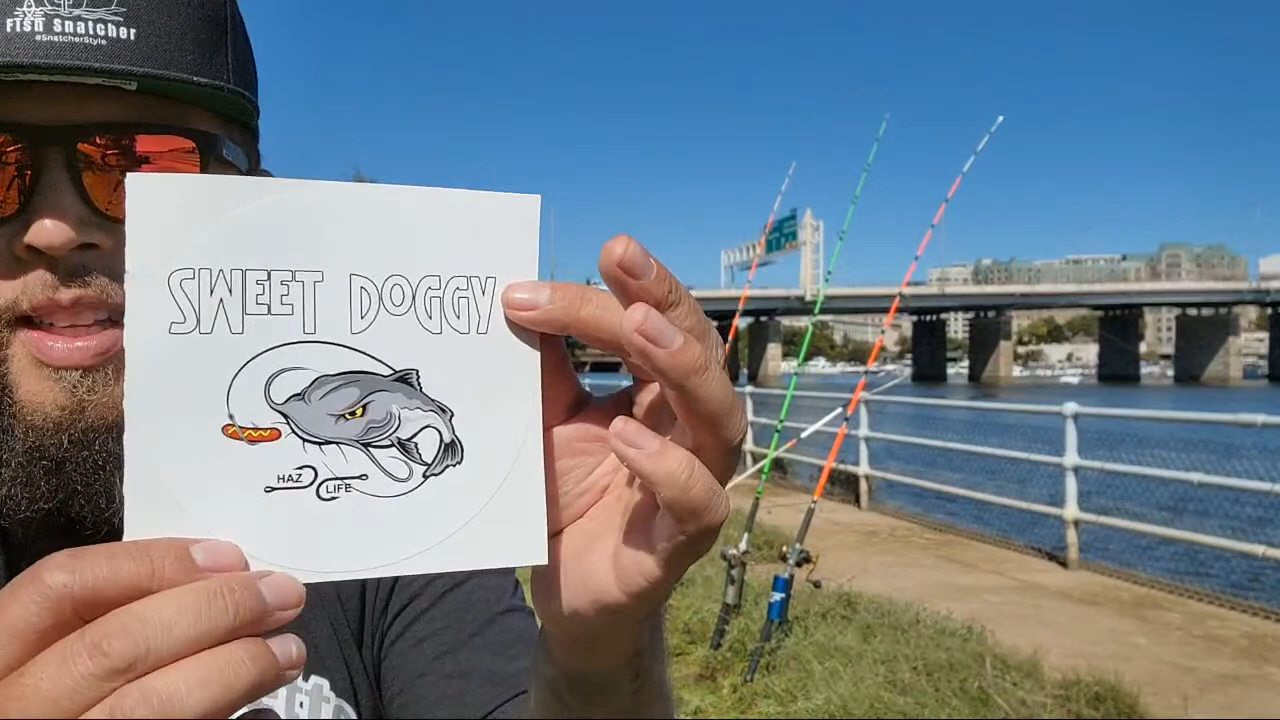 Fish Snatcher
@SnatcherStyle
SWEET DOGGY
HAZ
LIFE